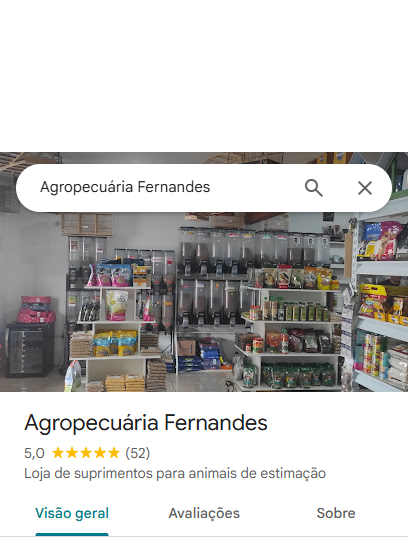 Agropecuária Fernandes
Agropecuária Fernandes
5,0 (52)
Loja de suprimentos para animais de estimação
Visão geral
Avaliações
Sobre